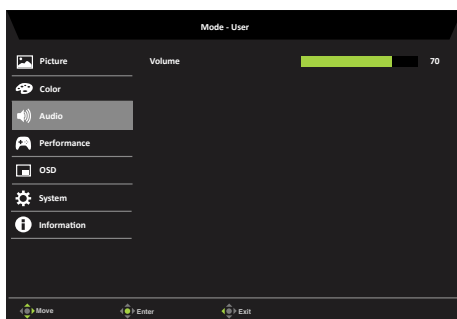 Mode - User
Picture
Volume
70
Color
Audio
Performance
OSD
System
Information
Move
Enter
Exit